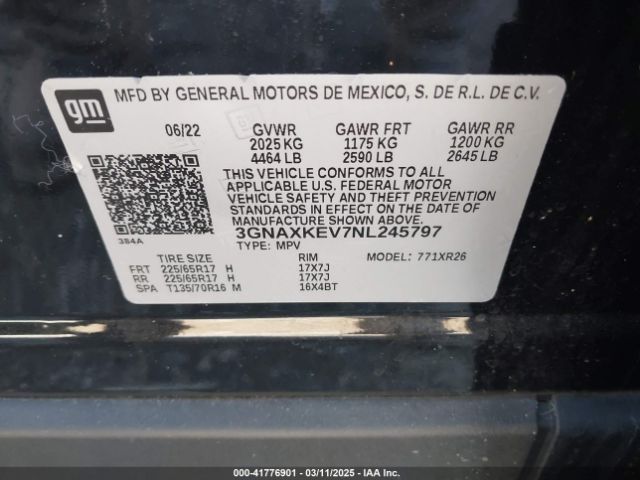 gm
MFD BY GENERAL MOTORS DE MEXICO, S. DE R.L. DE C.V.
06/22 GVWR GAWR FRT GAWR RR
2025 KG 1175 KG 1200 KG
4464 LB 2590 LB 2645 LB
THIS VEHICLE CONFORMS TO ALL
APPLICABLE U.S. FEDERAL MOTOR
VEHICLE SAFETY AND THEFT PREVENTION
STANDARDS IN EFFECT ON THE DATE OF
MANUFACTURE SHOWN ABOVE.
384A
3GNAXKEV7NL245797
TYPE: MPV MODEL: 771XR26
TIRE SIZE RIM
FRT 225/65R17 H 17X7J
RR 225/65R17 H 17X7J
SPA T135/70R16 M 16X4BT
000-41776901 - 03/11/2025 - IAA Inc.